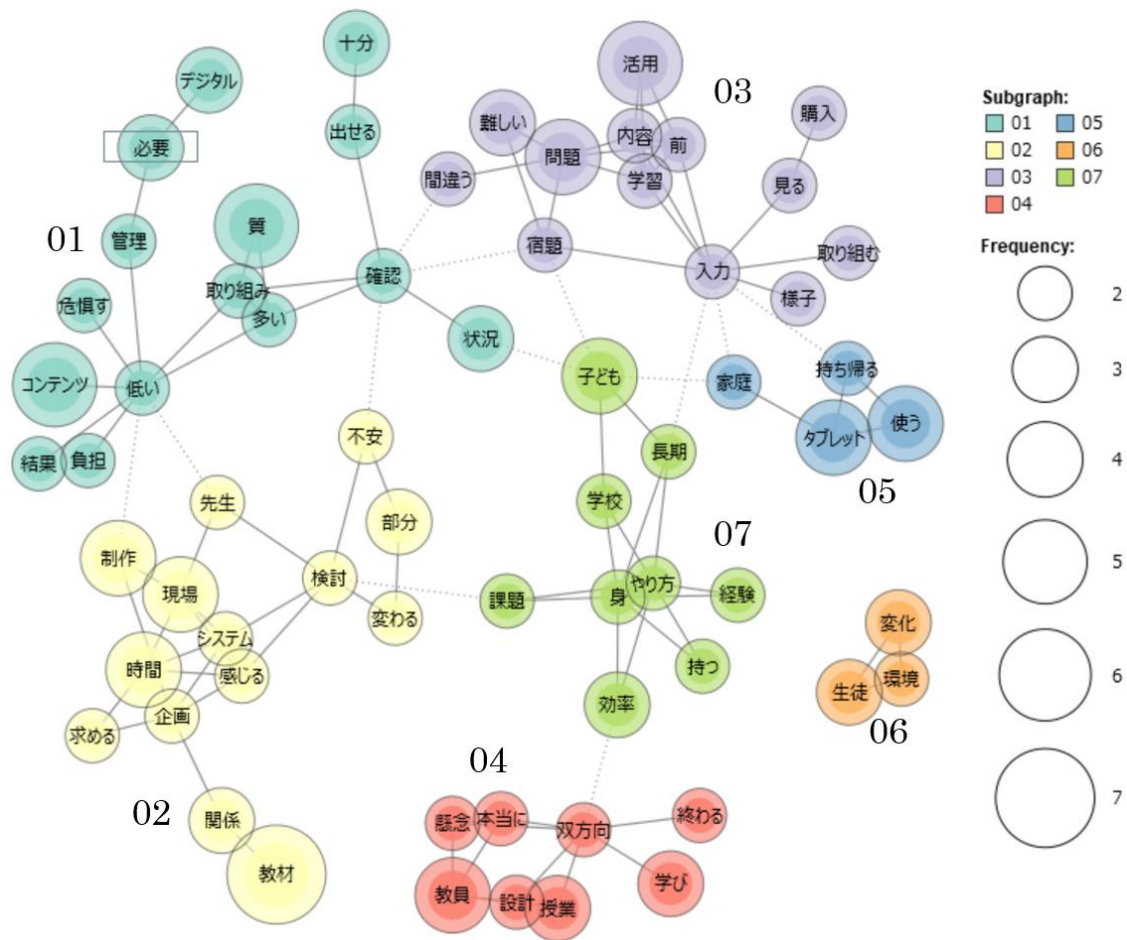 十分
活用
03
デジタル
難しい
購入
出せる
内容
前
必要
問題
間違う
学習
見る
質
01
管理
宿題
取り組む
確認
入力
取り組み
様子
危惧す
多い
状況
持ち帰る
コンテンツ
低い
子ども
家庭
使う
タブレット
不安
長期
結果
負担
05
先生
学校
部分
制作
07
検討
現場
身
やり方
経験
課題
変わる
変化
システム
時間
感じる
持つ
環境
生徒
企画
効率
求める
06
04
02
関係
懸念
本当に
双方向
終わる
教材
教員
設計
授業
学び
Subgraph:
01 05
02 06
03 07
04
Frequency:
2
3
4
5
6
7